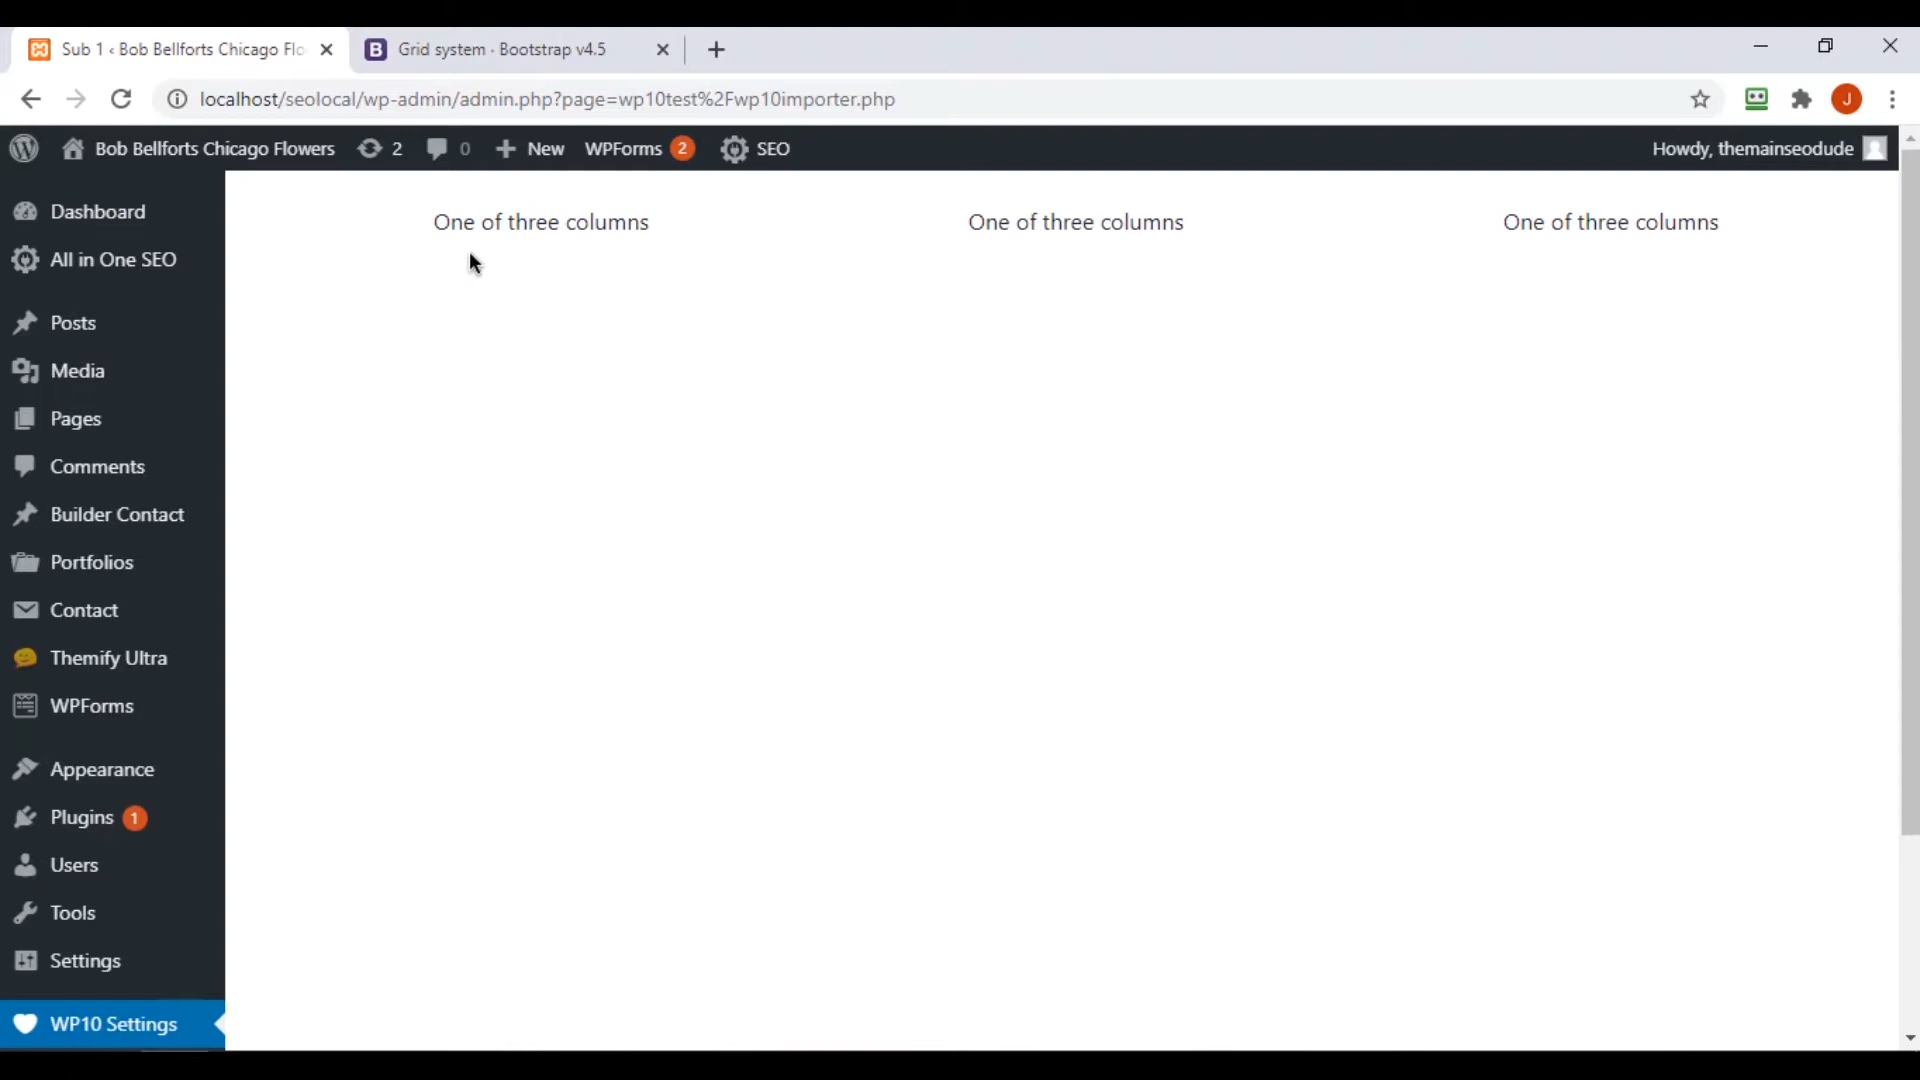 Sub 1 ‹ Bob Bellforts Chicago Flo
B Grid system · Bootstrap v4.5
localhost/seolocal/wp-admin/admin.php?page=wp10test%2Fwp10importer.php
J
Bob Bellforts Chicago Flowers 2 0 New WPForms 2 SEO Howdy, themainseodude
Dashboard
All in One SEO
Posts
Media
Pages
Comments
Builder Contact
Portfolios
Contact
Themify Ultra
WPForms
Appearance
Plugins 1
Users
Tools
Settings
WP10 Settings
One of three columns One of three columns One of three columns